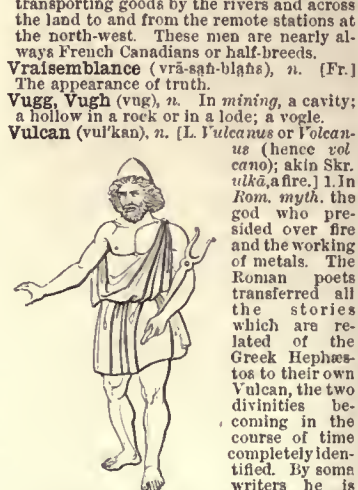 transporting goods by the rivers and across
the land to and from the remote stations at
the north-west. These men are nearly al-
ways French Canadians or half-breeds.
Vraisemblance (vrā-saṅ-blaṅs), n. [Fr.]
The appearance of truth.
Vugg, Vugh (vug), n. In mining, a cavity;
a hollow in a rock or in a lode; a vogle.
Vulcan (vul'kan), n. [L. Vulcanus or Volcan-
us (hence vol
cano); akin Skr.
ulkā, a fire.] 1. In
Rom. myth. the
god who pre-
sided over fire
and the working
of metals. The
Roman poets
transferred all
the stories
which are re-
lated of the
Greek Hephæs-
tos to their own
Vulcan, the two
divinities be-
coming in the
course of time
completely iden-
tified. By some
writers he is